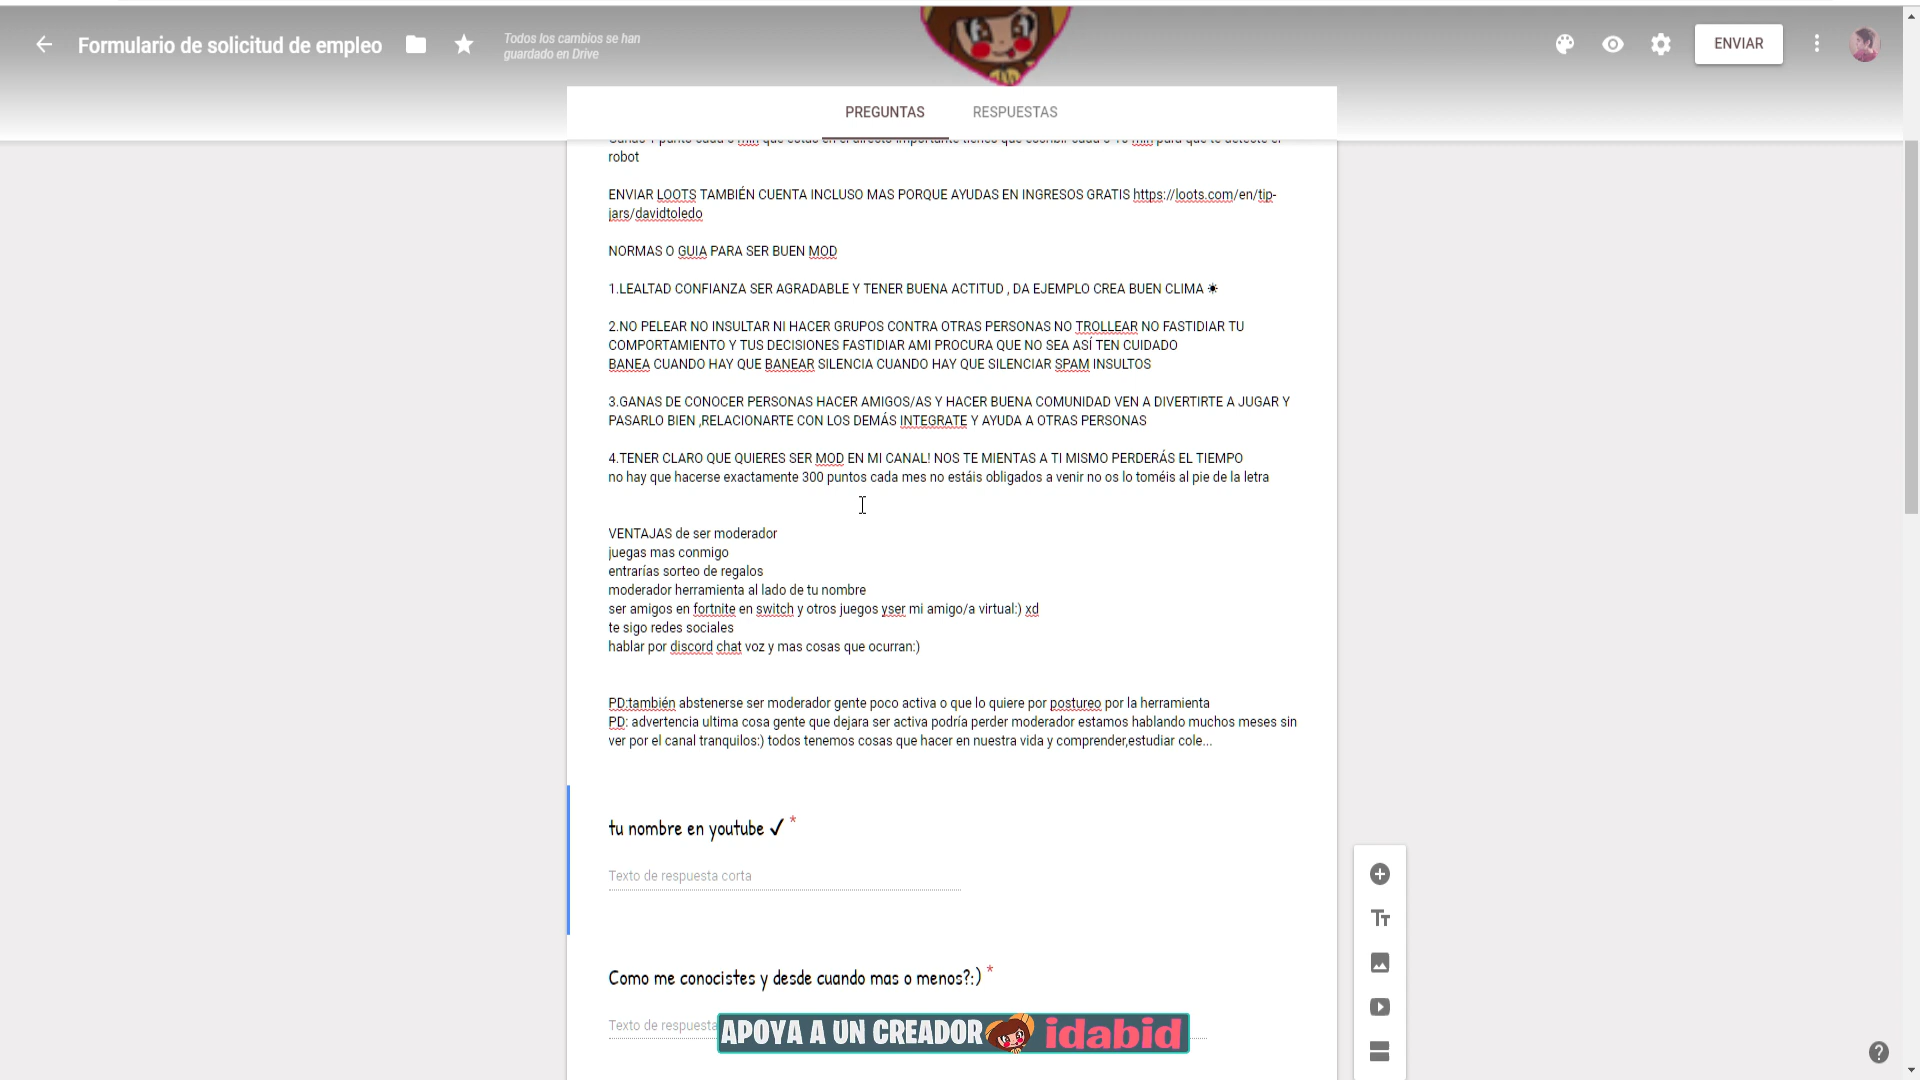 Formulario de solicitud de empleo
Todos los cambios se han
guardado en Drive
ENVIAR
PREGUNTAS
RESPUESTAS
robot
ENVIAR LOOTS TAMBIÉN CUENTA INCLUSO MAS PORQUE AYUDAS EN INGRESOS GRATIS https://loots.com/en/tip-
jars/davidtoledo
NORMAS O GUIA PARA SER BUEN MOD
1.LEALTAD CONFIANZA SER AGRADABLE Y TENER BUENA ACTITUD , DA EJEMPLO CREA BUEN CLIMA ☀
2.NO PELEAR NO INSULTAR NI HACER GRUPOS CONTRA OTRAS PERSONAS NO TROLLEAR NO FASTIDIAR TU
COMPORTAMIENTO Y TUS DECISIONES FASTIDIAR AMI PROCURA QUE NO SEA ASÍ TEN CUIDADO
BANEA CUANDO HAY QUE BANEAR SILENCIA CUANDO HAY QUE SILENCIAR SPAM INSULTOS
3.GANAS DE CONOCER PERSONAS HACER AMIGOS/AS Y HACER BUENA COMUNIDAD VEN A DIVERTIRTE A JUGAR Y
PASARLO BIEN ,RELACIONARTE CON LOS DEMÁS INTEGRATE Y AYUDA A OTRAS PERSONAS
4.TENER CLARO QUE QUIERES SER MOD EN MI CANAL! NOS TE MIENTAS A TI MISMO PERDERÁS EL TIEMPO
no hay que hacerse exactamente 300 puntos cada mes no estáis obligados a venir no os lo toméis al pie de la letra
VENTAJAS de ser moderador
juegas mas conmigo
entrarías sorteo de regalos
moderador herramienta al lado de tu nombre
ser amigos en fortnite en switch y otros juegos yser mi amigo/a virtual:) xd
te sigo redes sociales
hablar por discord chat voz y mas cosas que ocurran:)
PD:también abstenerse ser moderador gente poco activa o que lo quiere por postureo por la herramienta
PD: advertencia ultima cosa gente que dejara ser activa podría perder moderador estamos hablando muchos meses sin
ver por el canal tranquilos:) todos tenemos cosas que hacer en nuestra vida y comprender,estudiar cole...
tu nombre en youtube ✓ *
Texto de respuesta corta
Como me conocistes y desde cuando mas o menos?:) *
Texto de respuesta
APOYA A UN CREADOR idabid